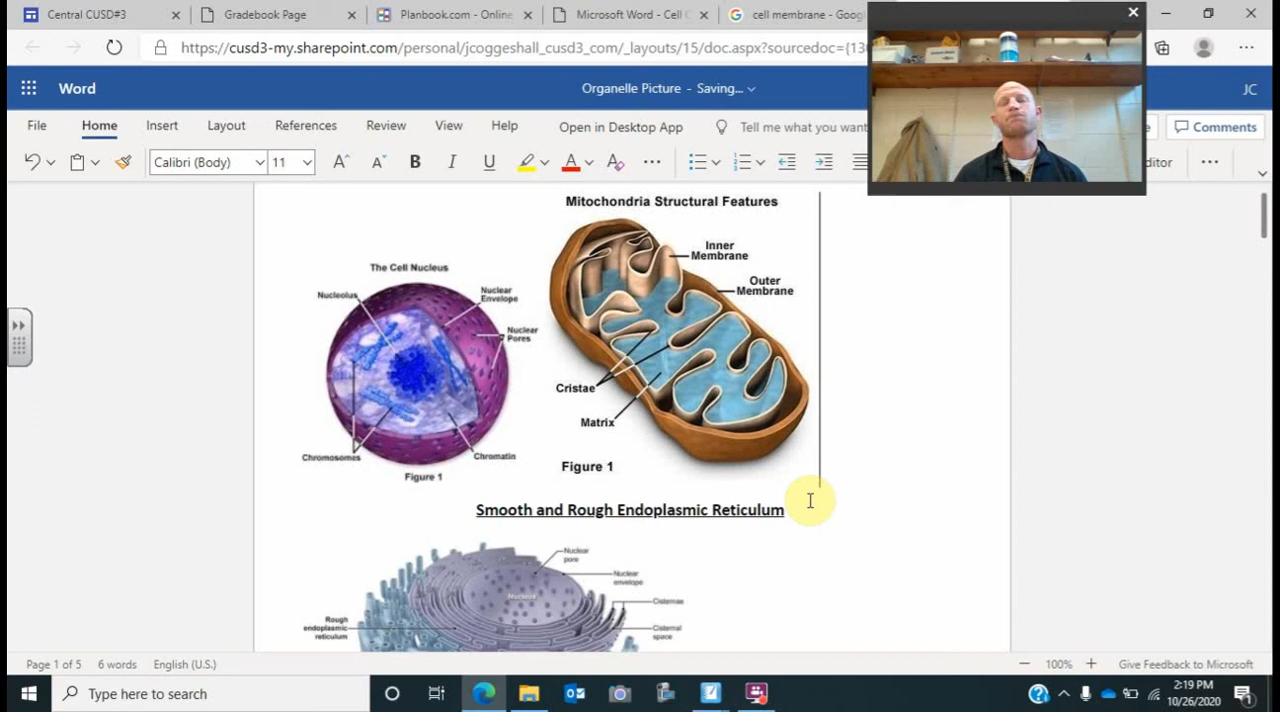 Central CUSD#3
Gradebook Page
Planbook.com - Online
Microsoft Word - Cell
cell membrane - Goog
https://cusd3-my.sharepoint.com/personal/jcoggeshall_cusd3_com/_layouts/15/doc.aspx?sourcedoc={13
Word
Organelle Picture - Saving...
JC
File
Home
Insert
Layout
References
Review
View
Help
Open in Desktop App
Tell me what you want
Comments
Calibri (Body)
11
A
A
B
I
U
A
Mitochondria Structural Features
Inner
Membrane
Outer
Membrane
The Cell Nucleus
Nucleolus
Nuclear
Envelope
Nuclear
Pores
Cristae
Matrix
Chromosomes
Chromatin
Figure 1
Figure 1
Smooth and Rough Endoplasmic Reticulum
Nuclear
pore
Nuclear
envelope
Nucleus
Cisternae
Rough
endoplasmic
reticulum
Cisternal
space
Page 1 of 5
6 words
English (U.S.)
100%
Give Feedback to Microsoft
Type here to search
2:19 PM
10/26/2020
1